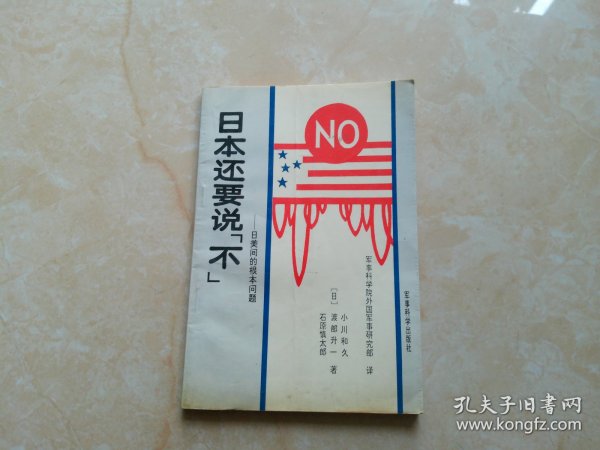 日本还要说「不」
——日美间的根本问题
NO
军事科学院外国军事研究部 译
小川和久
〔日〕渡部升一 著
石原慎太郎
军事科学出版社
孔夫子旧书网
www.kongfz.com